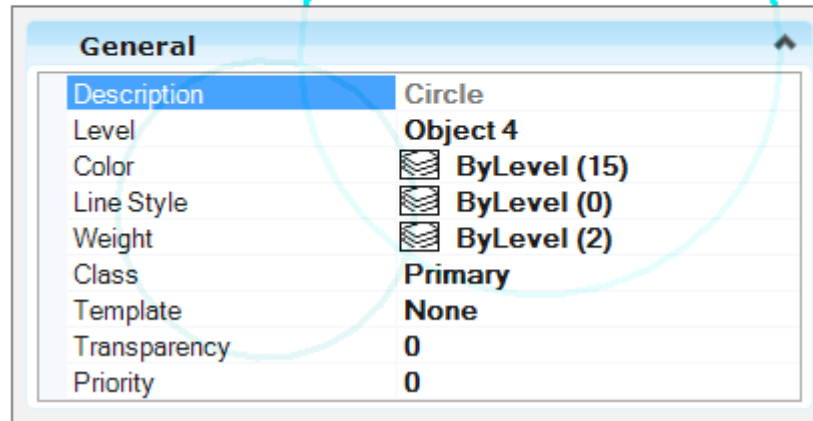 General
Description Circle
Level Object 4
Color ByLevel (15)
Line Style ByLevel (0)
Weight ByLevel (2)
Class Primary
Template None
Transparency 0
Priority 0